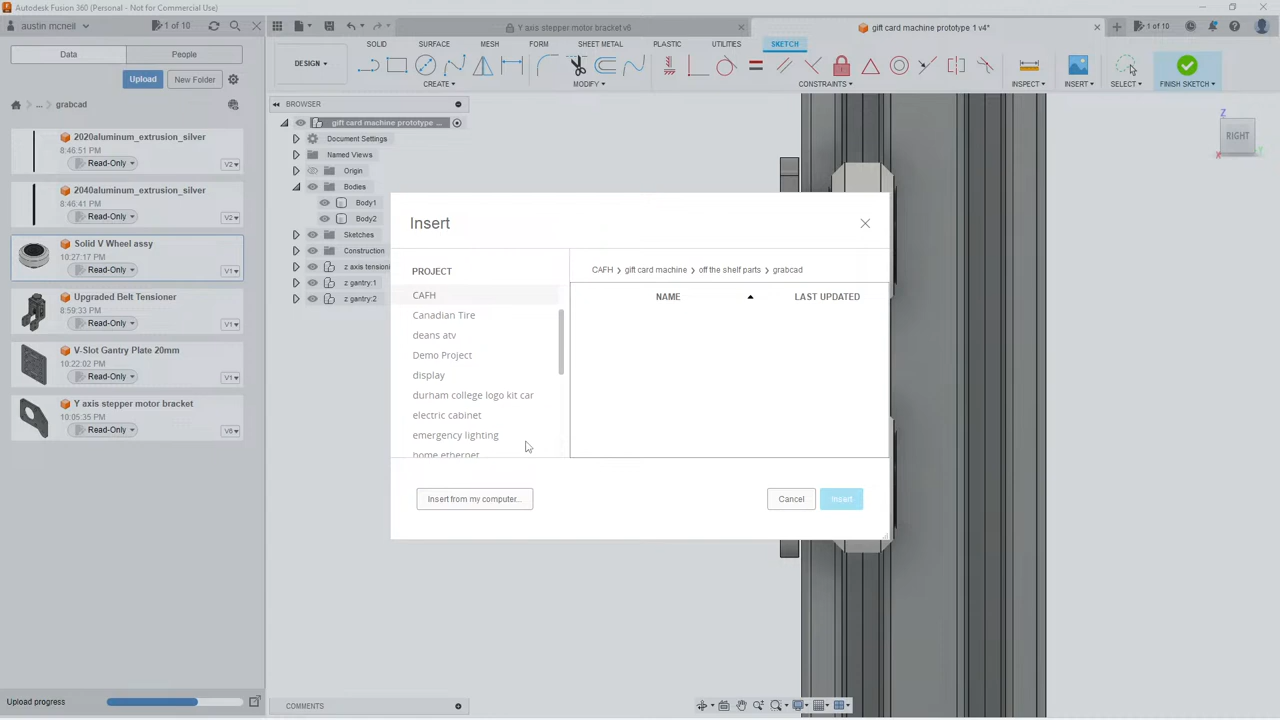 Autodesk Fusion 360 (Personal - Not for Commercial Use)
austin mcneil
1 of 10
Y axis stepper motor bracket v6
gift card machine prototype 1 v4*
1 of 10
Data
People
SOLID
SURFACE
MESH
FORM
SHEET METAL
PLASTIC
UTILITIES
SKETCH
Upload
New Folder
DESIGN
CREATE
MODIFY
CONSTRAINTS
INSPECT
INSERT
SELECT
FINISH SKETCH
... grabcad
BROWSER
gift card machine prototype ...
2020aluminum_extrusion_silver
8:46:51 PM
Read-Only
V2
Document Settings
Named Views
Origin
Bodies
Body1
Body2
Sketches
Construction
z axis tensioni
z gantry:1
z gantry:2
2040aluminum_extrusion_silver
8:46:41 PM
Read-Only
V2
Solid V Wheel assy
10:27:17 PM
Read-Only
V1
Upgraded Belt Tensioner
8:59:33 PM
Read-Only
V1
V-Slot Gantry Plate 20mm
10:22:02 PM
Read-Only
V1
Y axis stepper motor bracket
10:05:35 PM
Read-Only
V6
Z
RIGHT
X
Y
Insert
PROJECT
CAFH
Canadian Tire
deans atv
Demo Project
display
durham college logo kit car
electric cabinet
emergency lighting
home ethernet
CAFH > gift card machine > off the shelf parts > grabcad
NAME
LAST UPDATED
Insert from my computer...
Cancel
Insert
Upload progress
COMMENTS